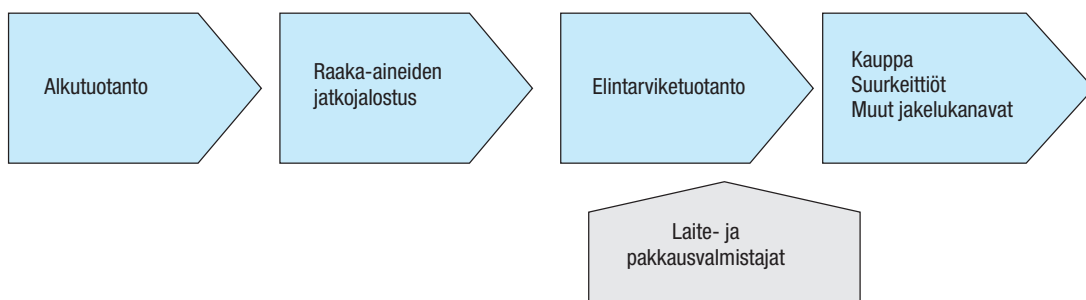 Alkutuotanto
Raaka-aineiden
jatkojalostus
Elintarviketuotanto
Kauppa
Suurkeittiöt
Muut jakelukanavat
Laite- ja
pakkausvalmistajat